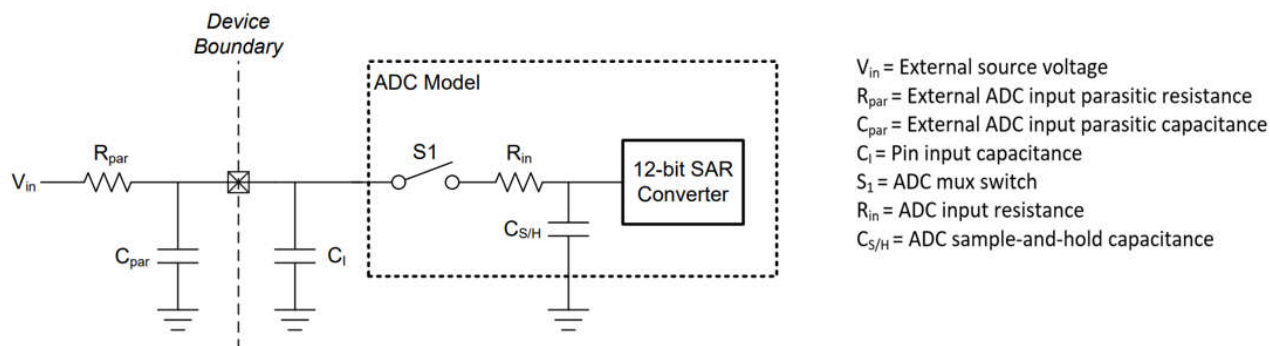 Device
Boundary
ADC Model
V_in
R_par
S1
R_in
12-bit SAR
Converter
C_par
C_I
C_S/H
V_in = External source voltage
R_par = External ADC input parasitic resistance
C_par = External ADC input parasitic capacitance
C_I = Pin input capacitance
S_1 = ADC mux switch
R_in = ADC input resistance
C_S/H = ADC sample-and-hold capacitance